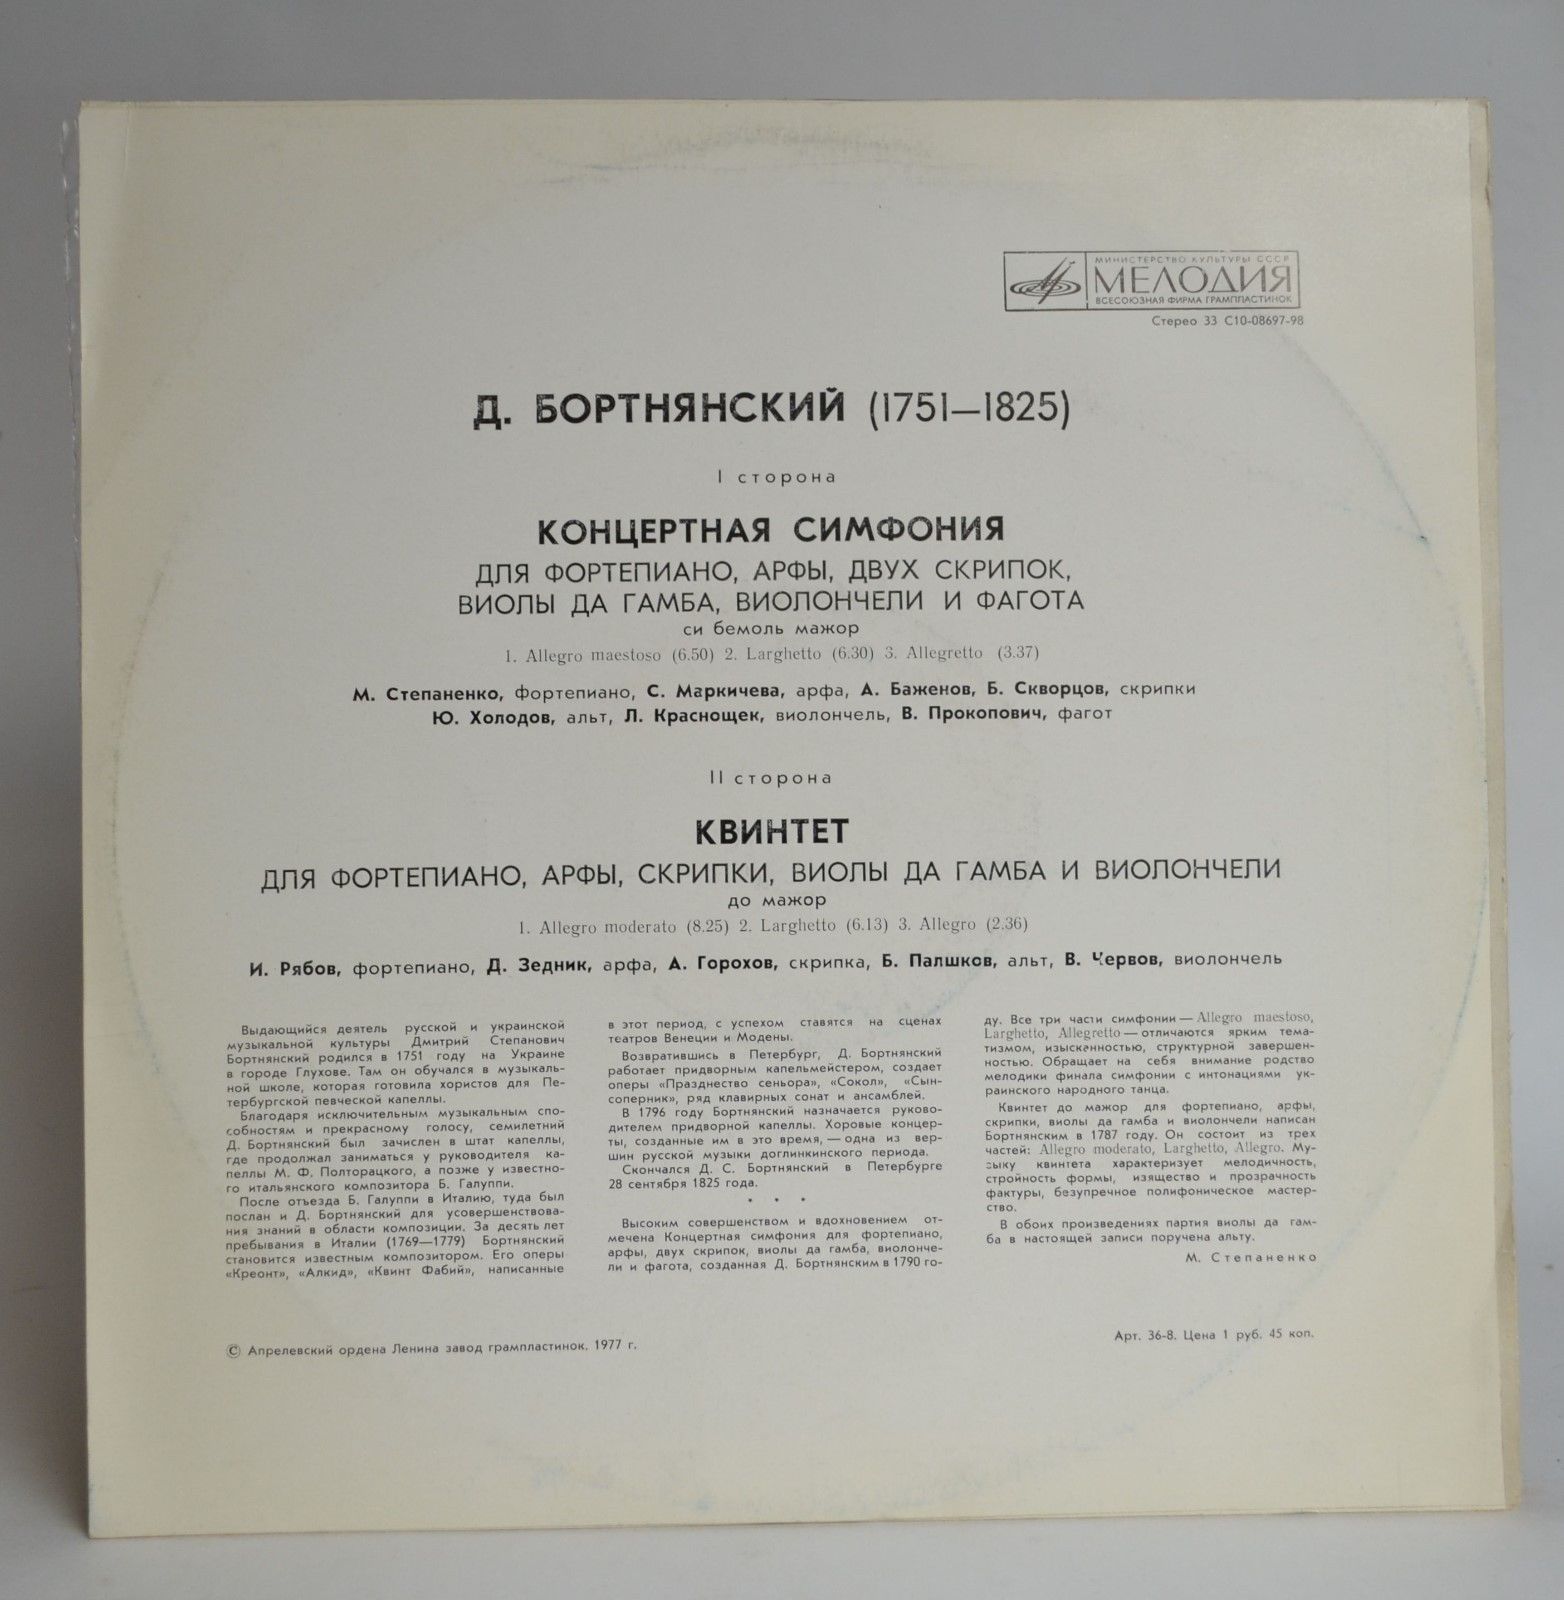 МИНИСТЕРСТВО КУЛЬТУРЫ СССР
МЕЛОДИЯ
ВСЕСОЮЗНАЯ ФИРМА ГРАМПЛАСТИНОК
Стерео 33 С10-08697-98
Д. БОРТНЯНСКИЙ (1751—1825)
I сторона
КОНЦЕРТНАЯ СИМФОНИЯ
ДЛЯ ФОРТЕПИАНО, АРФЫ, ДВУХ СКРИПОК,
ВИОЛЫ ДА ГАМБА, ВИОЛОНЧЕЛИ И ФАГОТА
си бемоль мажор
1. Allegro maestoso (6.50) 2. Larghetto (6.30) 3. Allegretto (3.37)
М. Степаненко, фортепиано, С. Маркичева, арфа, А. Баженов, Б. Скворцов, скрипки
Ю. Холодов, альт, Л. Краснощек, виолончель, В. Прокопович, фагот
II сторона
КВИНТЕТ
ДЛЯ ФОРТЕПИАНО, АРФЫ, СКРИПКИ, ВИОЛЫ ДА ГАМБА И ВИОЛОНЧЕЛИ
до мажор
1. Allegro moderato (8.25) 2. Larghetto (6.13) 3. Allegro (2.36)
И. Рябов, фортепиано, Д. Зедник, арфа, А. Горохов, скрипка, Б. Палшков, альт, В. Червов, виолончель
Выдающийся деятель русской и украинской
музыкальной культуры Дмитрий Степанович
Бортнянский родился в 1751 году на Украине
в городе Глухове. Там он обучался в музыкаль-
ной школе, которая готовила хористов для Пе-
тербургской певческой капеллы.
Благодаря исключительным музыкальным спо-
собностям и прекрасному голосу, семилетний
Д. Бортнянский был зачислен в штат капеллы,
где продолжал заниматься у руководителя ка-
пеллы М. Ф. Полторацкого, а позже у известно-
го итальянского композитора Б. Галуппи.
После отъезда Б. Галуппи в Италию, туда был
послан и Д. Бортнянский для усовершенствова-
ния знаний в области композиции. За десять лет
пребывания в Италии (1769—1779) Бортнянский
становится известным композитором. Его оперы
«Креонт», «Алкид», «Квинт Фабий», написанные
в этот период, с успехом ставятся на сценах
театров Венеции и Модены.
Возвратившись в Петербург, Д. Бортнянский
работает придворным капельмейстером, создает
оперы «Празднество сеньора», «Сокол», «Сын-
соперник», ряд клавирных сонат и ансамблей.
В 1796 году Бортнянский назначается руково-
дителем придворной капеллы. Хоровые концер-
ты, созданные им в это время, — одна из вер-
шин русской музыки доглинкинского периода.
Скончался Д. С. Бортнянский в Петербурге
28 сентября 1825 года.
* * *
Высоким совершенством и вдохновением от-
мечена Концертная симфония для фортепиано,
арфы, двух скрипок, виолы да гамба, виолонче-
ли и фагота, созданная Д. Бортнянским в 1790 го-
ду. Все три части симфонии — Allegro maestoso,
Larghetto, Allegretto — отличаются ярким тема-
тизмом, изысканностью, структурной завершен-
ностью. Обращает на себя внимание родство
мелодики финала симфонии с интонациями ук-
раинского народного танца.
Квинтет до мажор для фортепиано, арфы,
скрипки, виолы да гамба и виолончели написан
Бортнянским в 1787 году. Он состоит из трех
частей: Allegro moderato, Larghetto, Allegro. Му-
зыку квинтета характеризует мелодичность,
стройность формы, изящество и прозрачность
фактуры, безупречное полифоническое мастер-
ство.
В обоих произведениях партия виолы да гам-
ба в настоящей записи поручена альту.
М. Степаненко
© Апрелевский ордена Ленина завод грампластинок. 1977 г.
Арт. 36-8. Цена 1 руб. 45 коп.